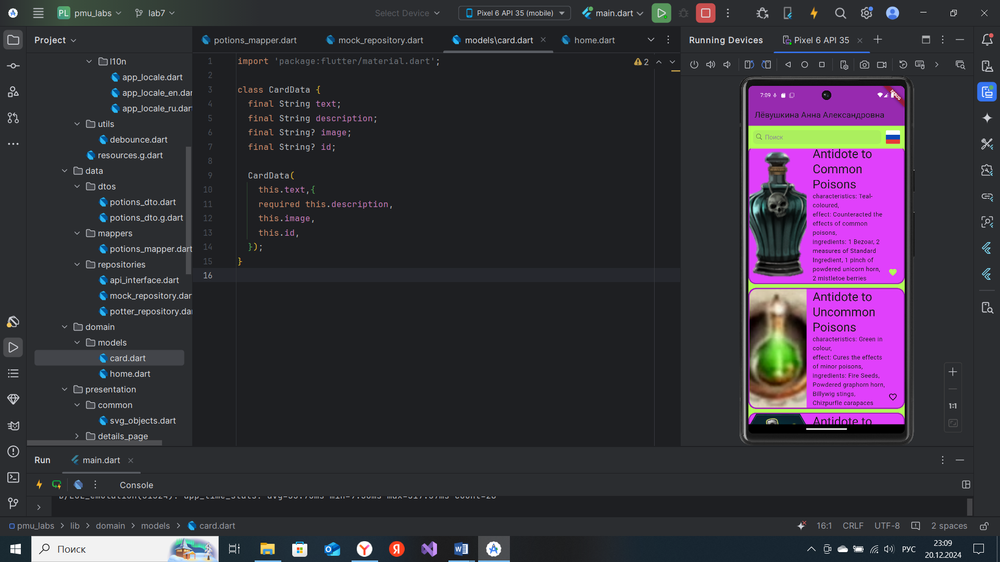 PL pmu_labs lab7 Select Device Pixel 6 API 35 (mobile) main.dart
Project
l10n
app_locale.dart
app_locale_en.dar
app_locale_ru.dar
utils
debounce.dart
resources.g.dart
data
dtos
potions_dto.dart
potions_dto.g.dart
mappers
potions_mapper.dart
repositories
api_interface.dart
mock_repository.dar
potter_repository.da
domain
models
card.dart
home.dart
presentation
common
svg_objects.dart
details_page
potions_mapper.dart mock_repository.dart models\card.dart home.dart
2
1 import 'package:flutter/material.dart';
2
3 class CardData {
4 final String text;
5 final String description;
6 final String? image;
7 final String? id;
8
9 CardData(
10 this.text,{
11 required this.description,
12 this.image,
13 this.id,
14 });
15 }
16
Running Devices Pixel 6 API 35
7:09
DEBUG
Лёвушкина Анна Александровна
Поиск
Antidote to
Common
Poisons
characteristics: Teal-
coloured,
effect: Counteracted the
effects of common
poisons,
ingredients: 1 Bezoar, 2
measures of Standard
Ingredient, 1 pinch of
powdered unicorn horn,
2 mistletoe berries
Antidote to
Uncommon
Poisons
characteristics: Green in
colour,
effect: Cures the effects
of minor poisons,
ingredients: Fire Seeds,
Powdered graphorn horn,
Billywig stings,
Chizpurfle carapaces
Antidote to
1:1
Run main.dart
Console
pmu_labs lib domain models card.dart 16:1 CRLF UTF-8 2 spaces
Поиск
РУС
23:09
20.12.2024